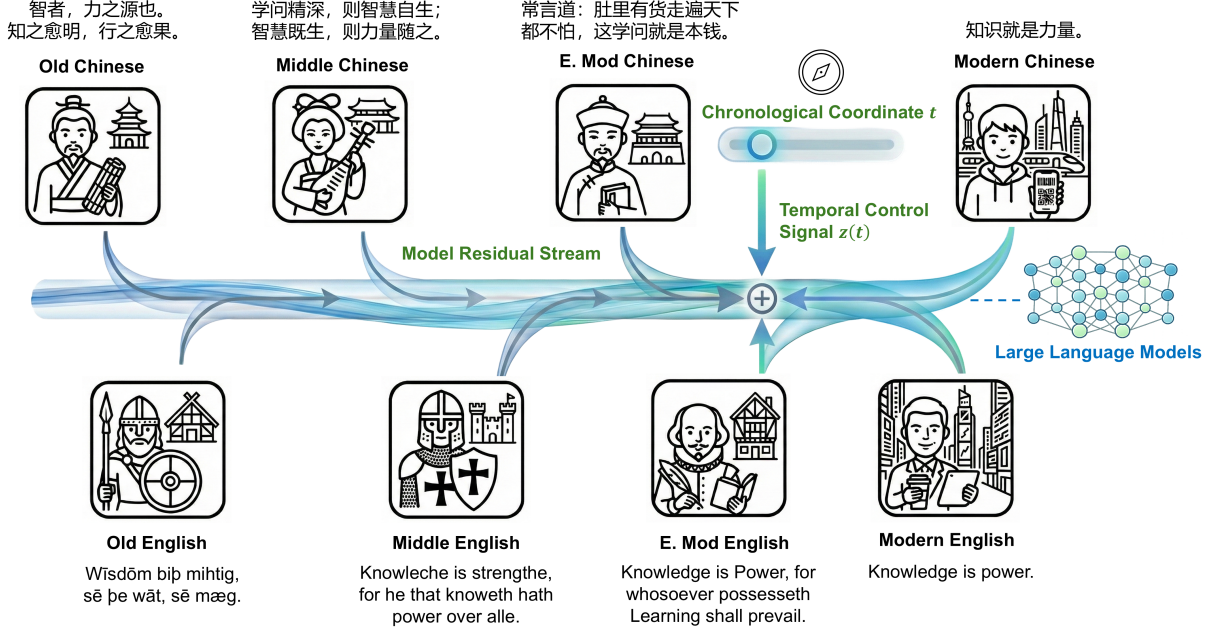 智者，力之源也。
知之愈明，行之愈果。
Old Chinese
学问精深，则智慧自生；
智慧既生，则力量随之。
Middle Chinese
常言道：肚里有货走遍天下
都不怕，这学问就是本钱。
E. Mod Chinese
知识就是力量。
Modern Chinese
Chronological Coordinate t
Temporal Control
Signal z(t)
Model Residual Stream
Large Language Models
Old English
Wīsdōm biþ mihtig,
sē þe wāt, sē mæg.
Middle English
Knowleche is strengthe,
for he that knoweth hath
power over alle.
E. Mod English
Knowledge is Power, for
whosoever possesseth
Learning shall prevail.
Modern English
Knowledge is power.